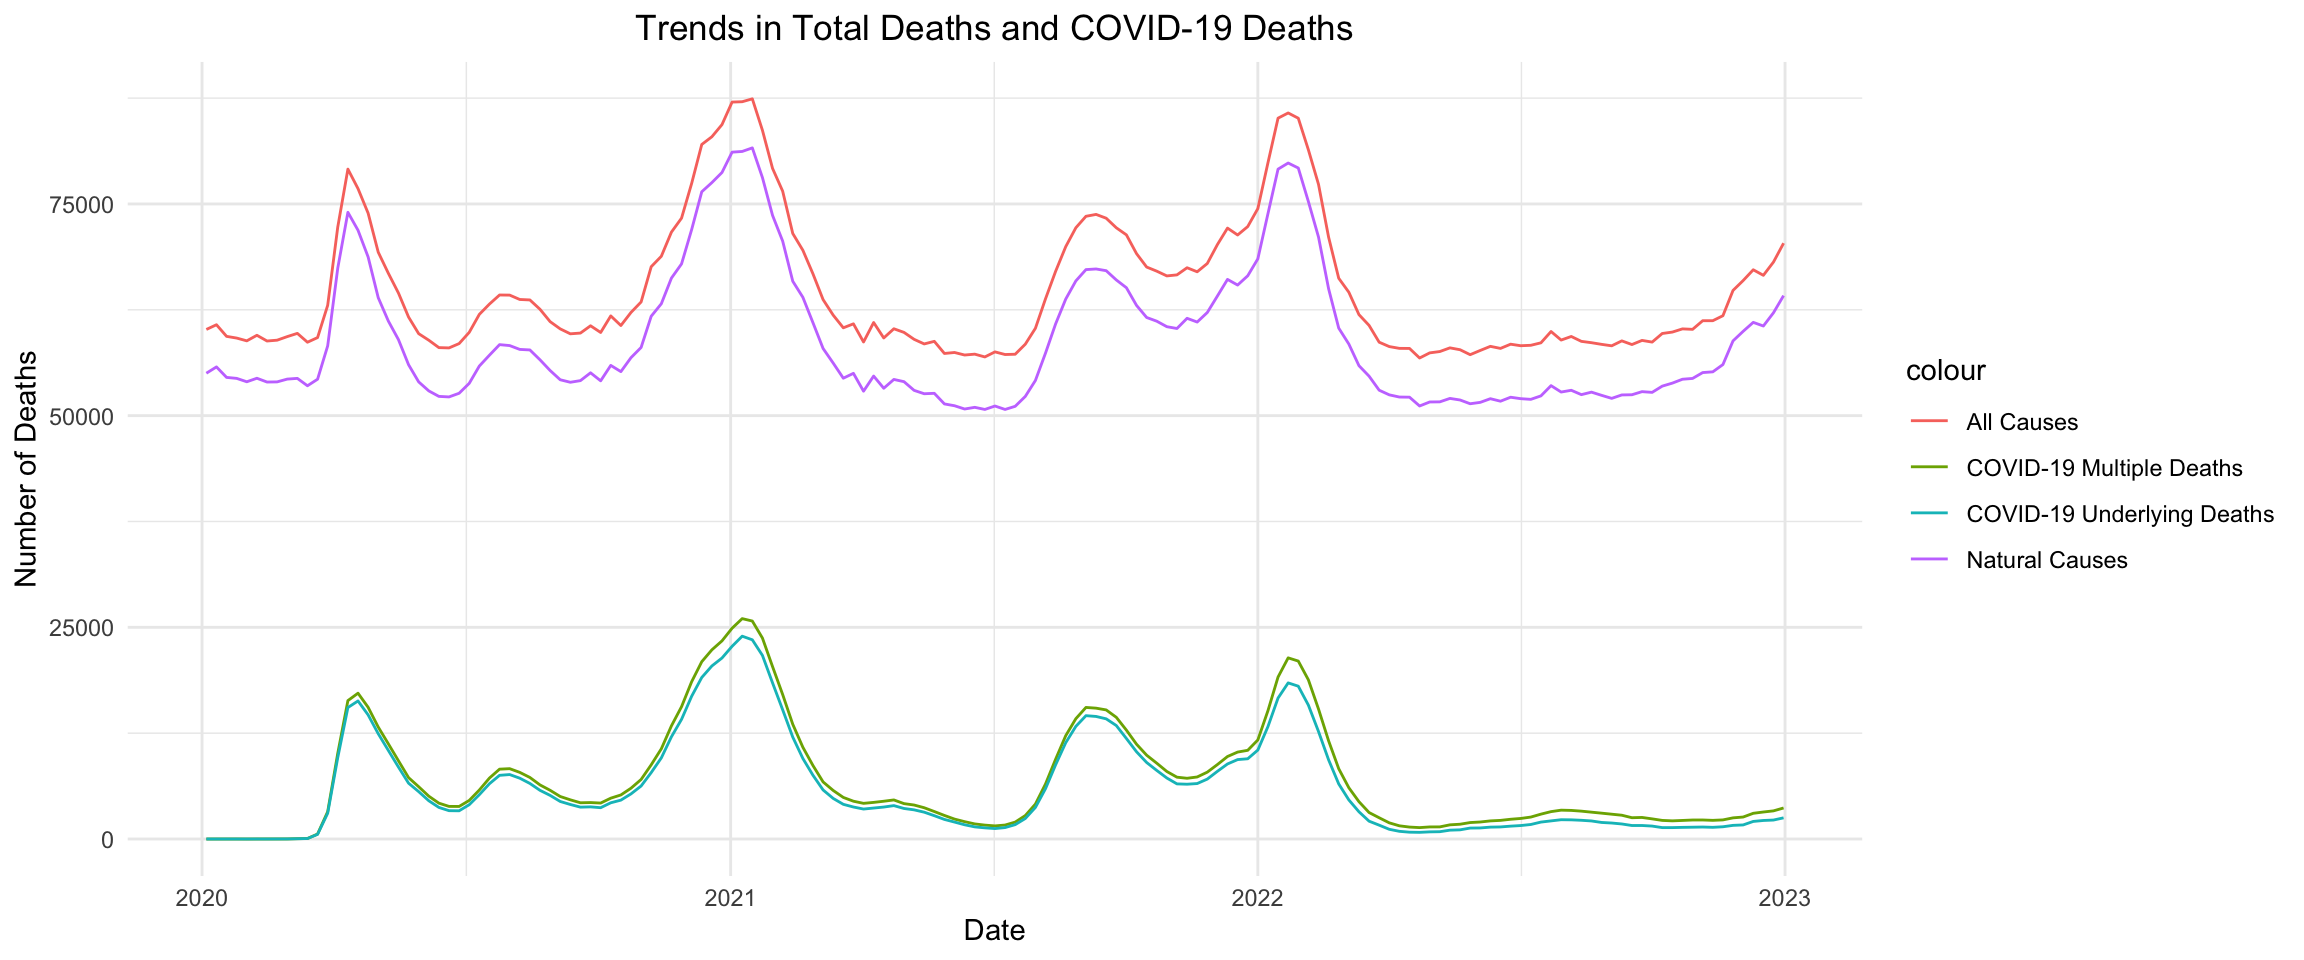 Trends in Total Deaths and COVID-19 Deaths
Number of Deaths
75000
50000
25000
0
2020
2021
2022
2023
Date
colour
All Causes
COVID-19 Multiple Deaths
COVID-19 Underlying Deaths
Natural Causes